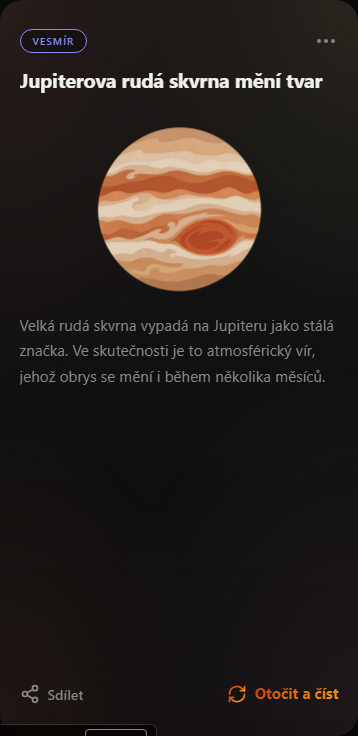 VESMÍR
Jupiterova rudá skvrna mění tvar
Velká rudá skvrna vypadá na Jupiteru jako stálá
značka. Ve skutečnosti je to atmosférický vír,
jehož obrys se mění i během několika měsíců.
Sdílet
Otočit a číst